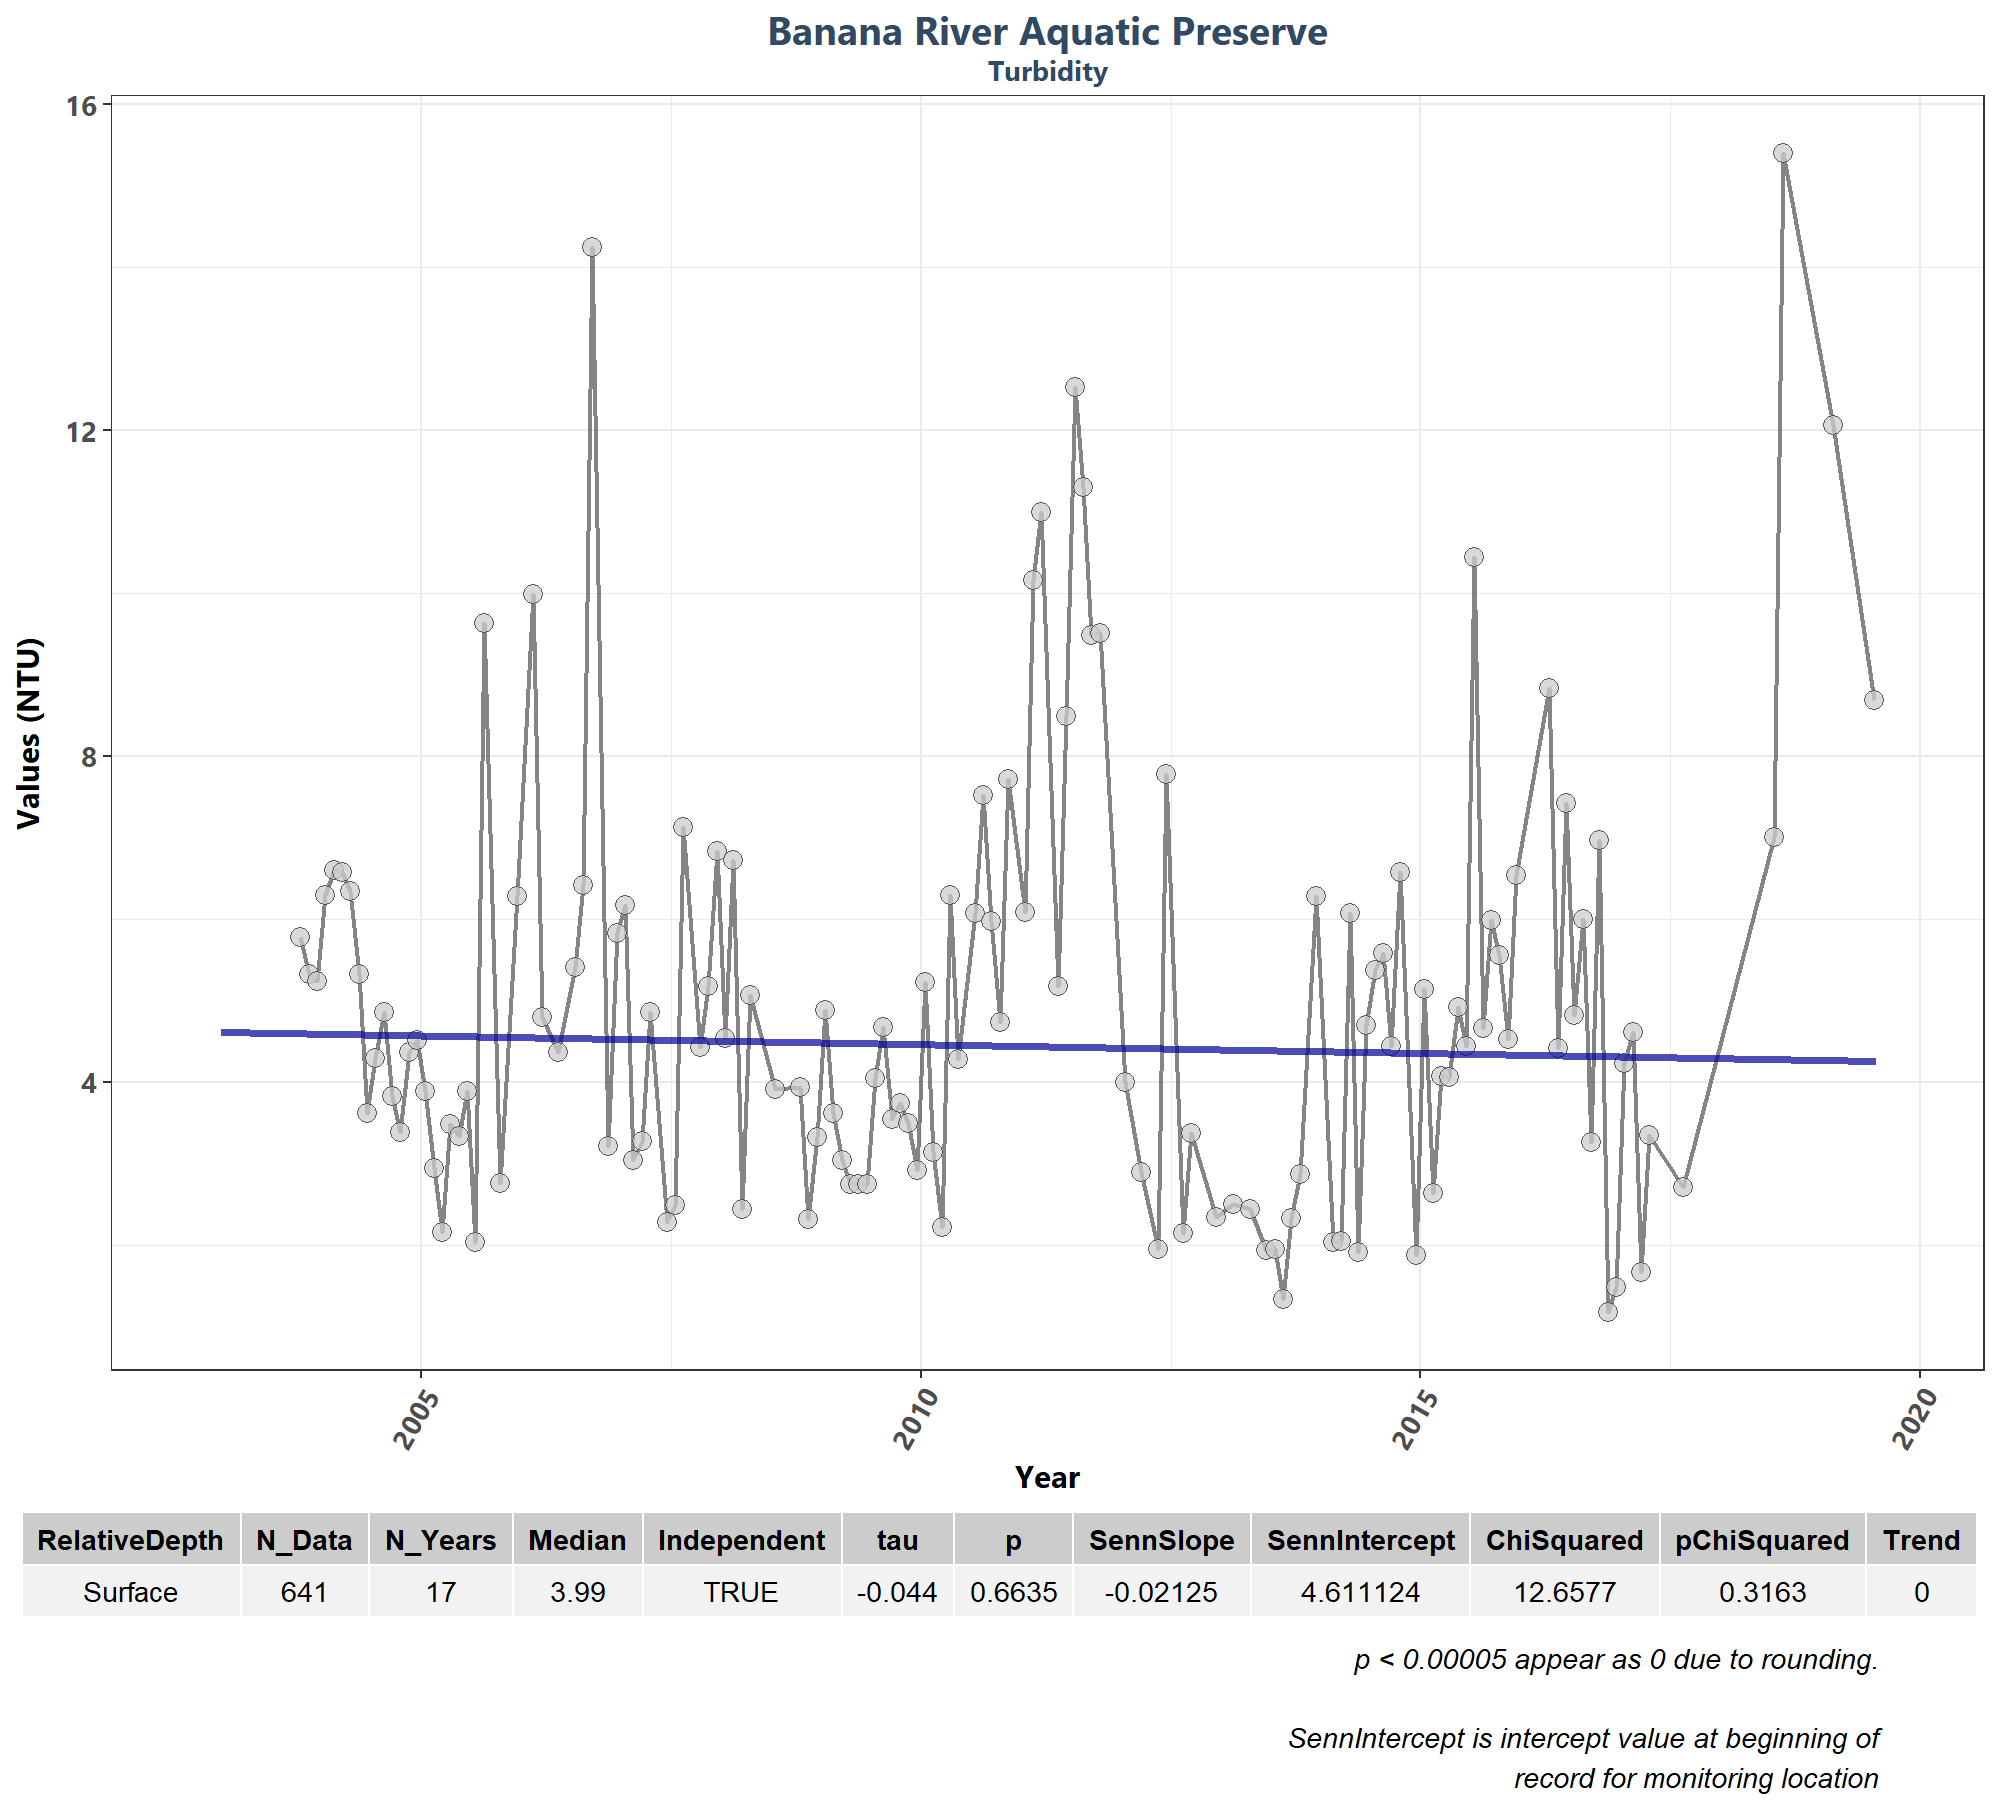 Banana River Aquatic Preserve
Turbidity
16
12
8
4
Values (NTU)
2005
2010
2015
2020
Year
RelativeDepth N_Data N_Years Median Independent tau p SennSlope SennIntercept ChiSquared pChiSquared Trend
Surface 641 17 3.99 TRUE -0.044 0.6635 -0.02125 4.611124 12.6577 0.3163 0
p < 0.00005 appear as 0 due to rounding.
SennIntercept is intercept value at beginning of
record for monitoring location